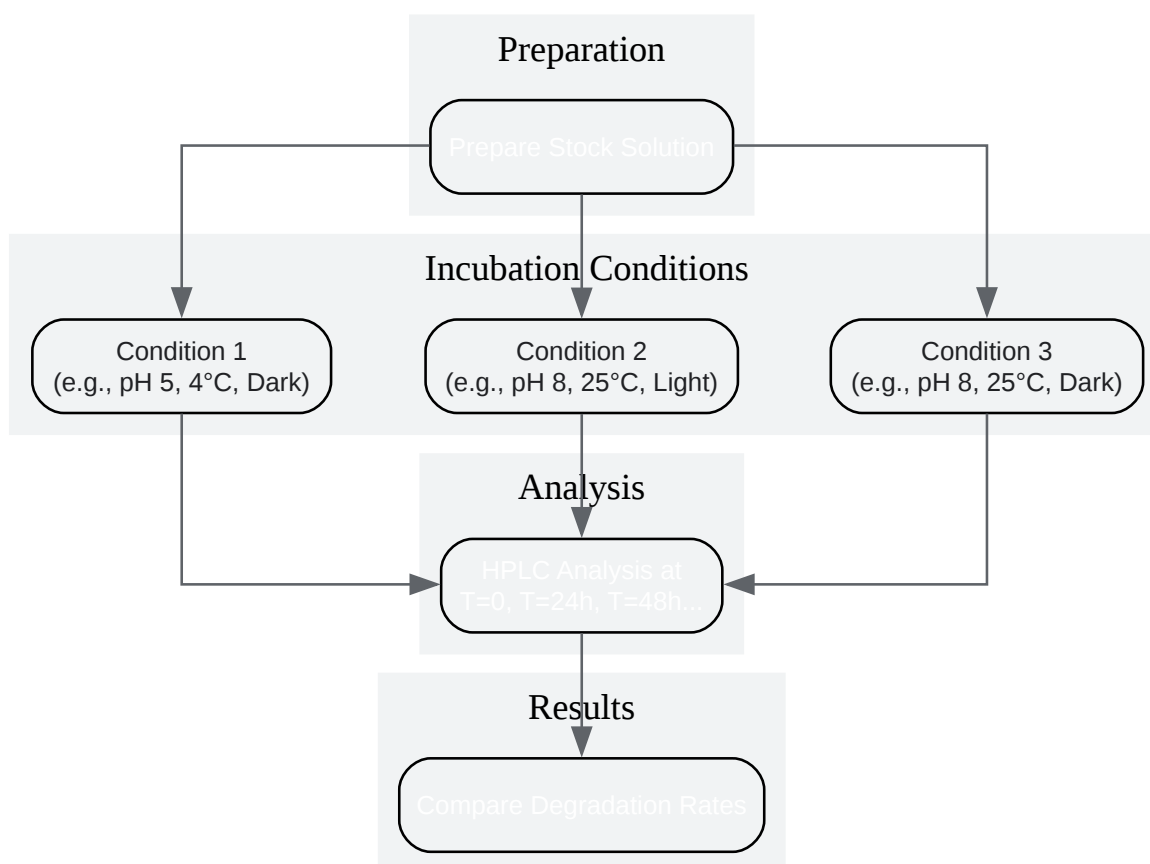 Preparation
Prepare Stock Solution
Incubation Conditions
Condition 1
(e.g., pH 5, 4°C, Dark)
Condition 2
(e.g., pH 8, 25°C, Light)
Condition 3
(e.g., pH 8, 25°C, Dark)
Analysis
HPLC Analysis at
T=0, T=24h, T=48h...
Results
Compare Degradation Rates